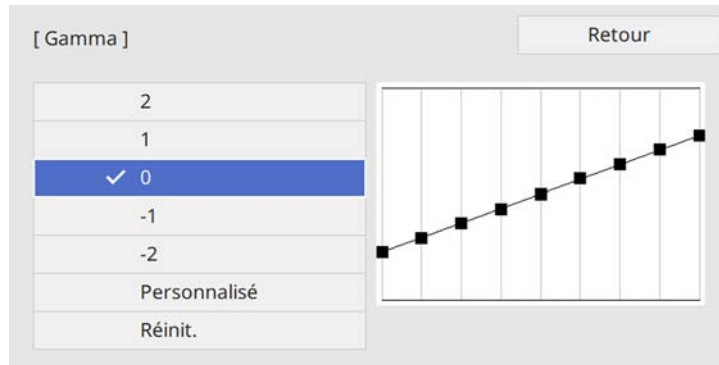 [ Gamma ]
Retour
2
1
0
-1
-2
Personnalisé
Réinit.